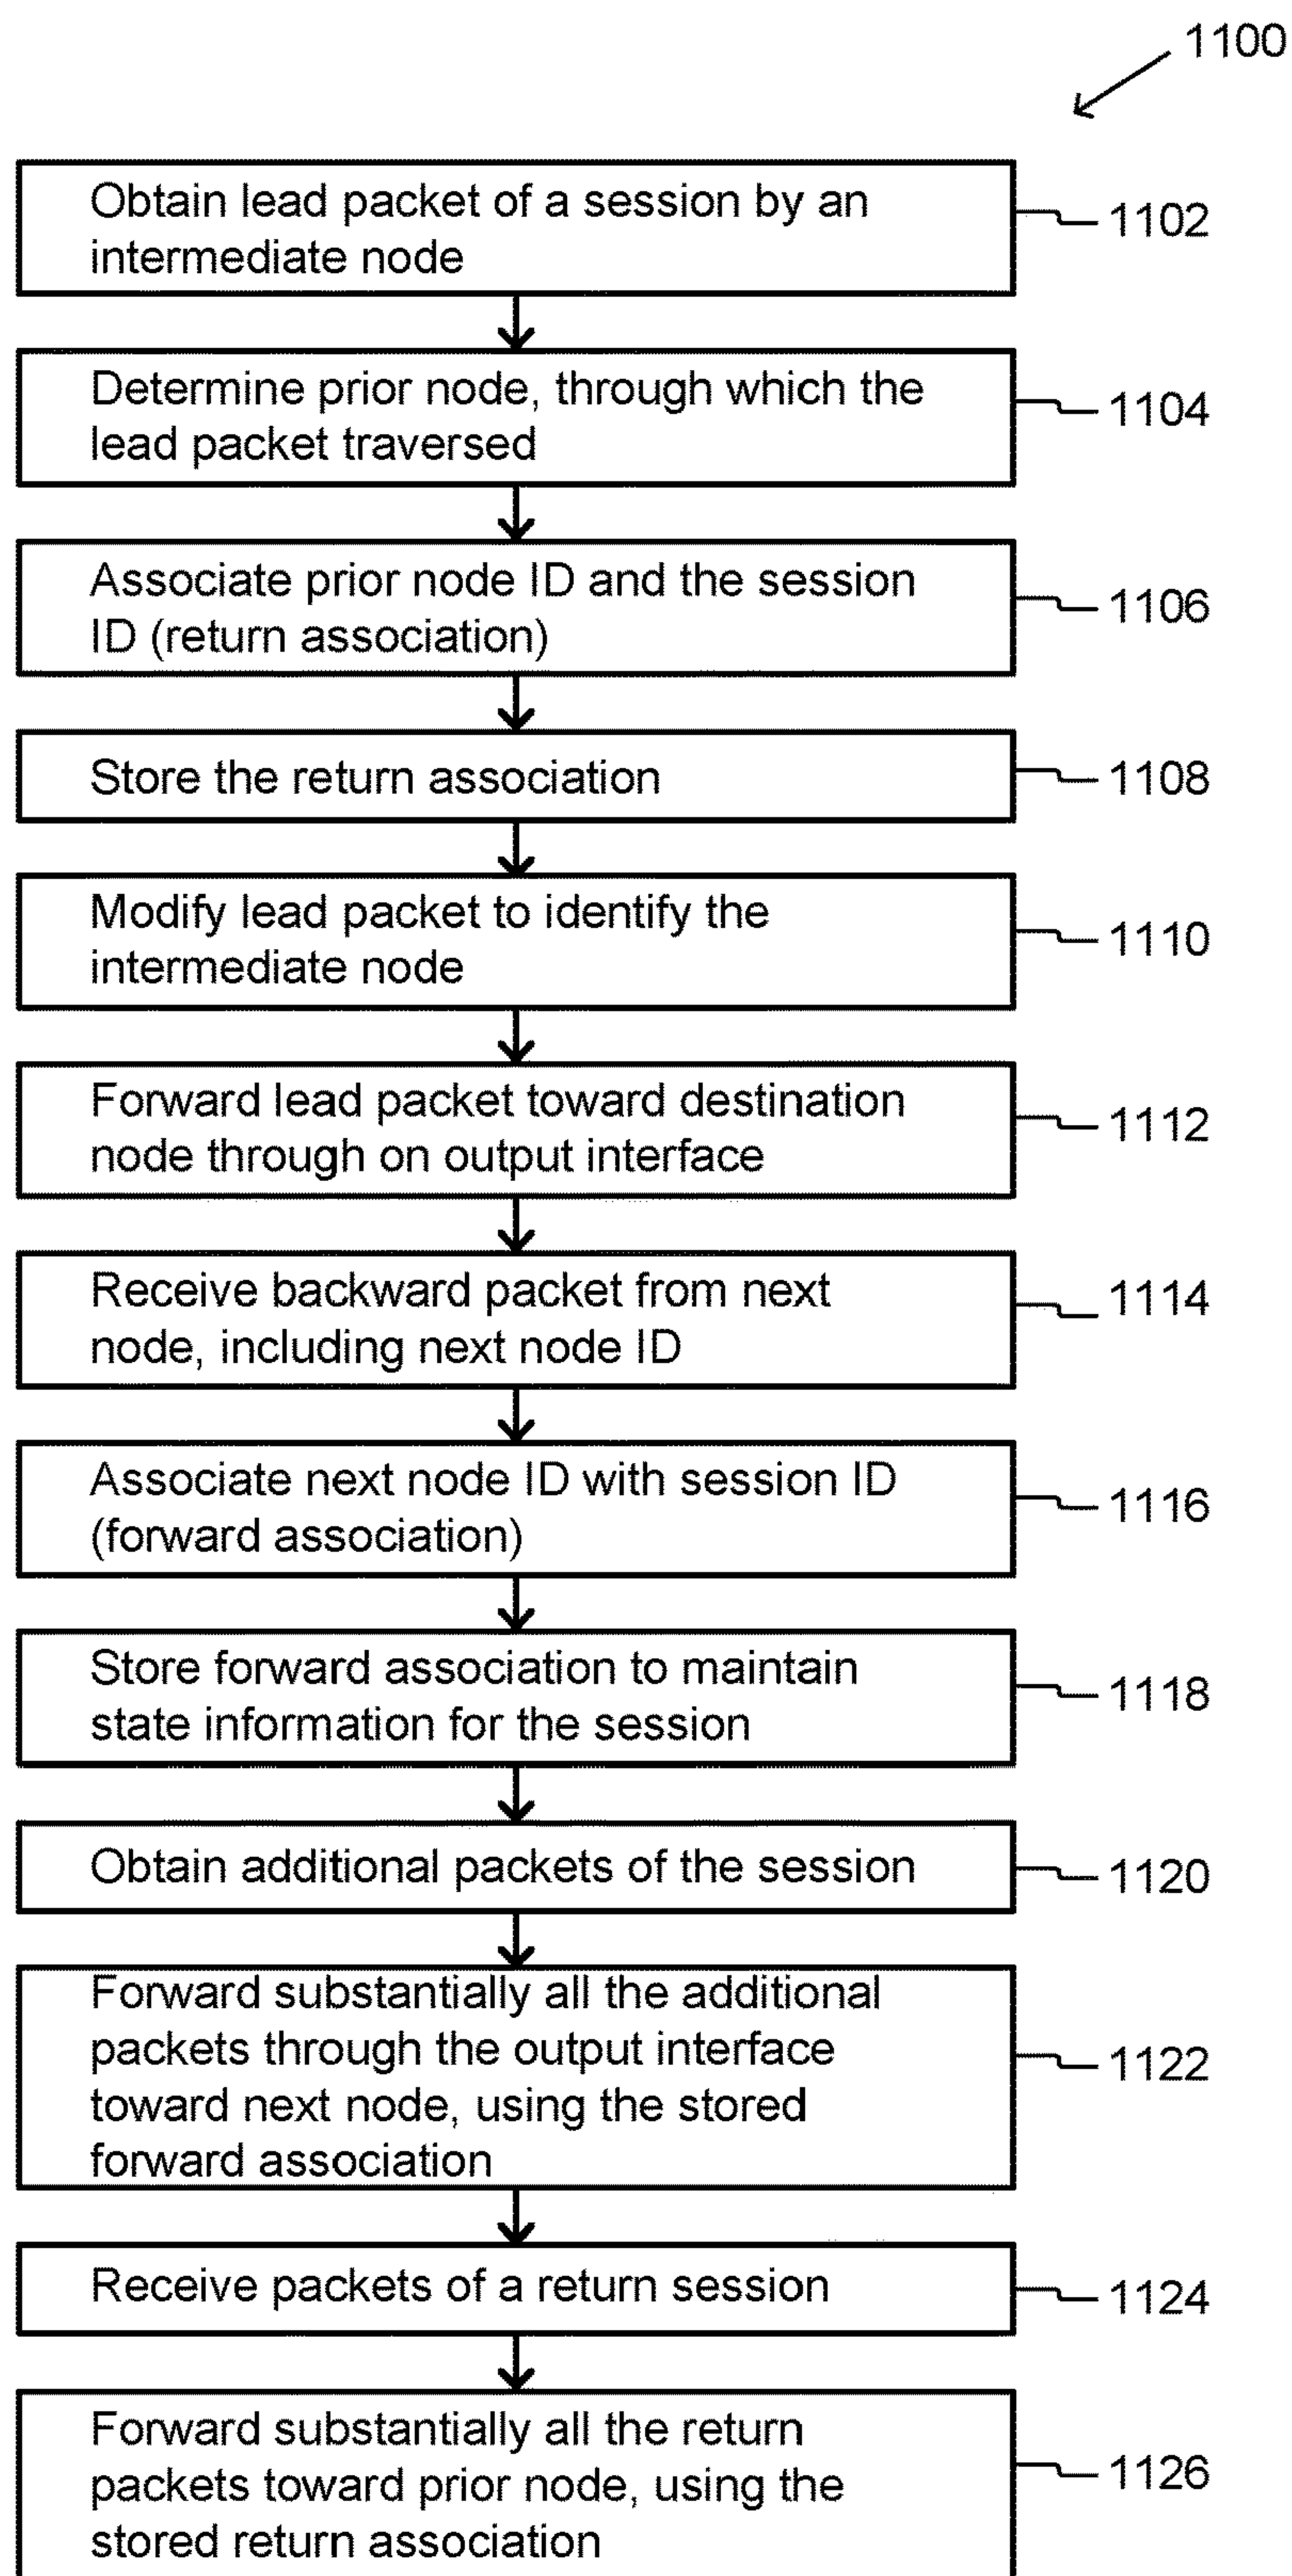 1100
Obtain lead packet of a session by an
intermediate node
1102
Determine prior node, through which the
lead packet traversed
1104
Associate prior node ID and the session
ID (return association)
1106
Store the return association
1108
Modify lead packet to identify the
intermediate node
1110
Forward lead packet toward destination
node through on output interface
1112
Receive backward packet from next
node, including next node ID
1114
Associate next node ID with session ID
(forward association)
1116
Store forward association to maintain
state information for the session
1118
Obtain additional packets of the session
1120
Forward substantially all the additional
packets through the output interface
toward next node, using the stored
forward association
1122
Receive packets of a return session
1124
Forward substantially all the return
packets toward prior node, using the
stored return association
1126